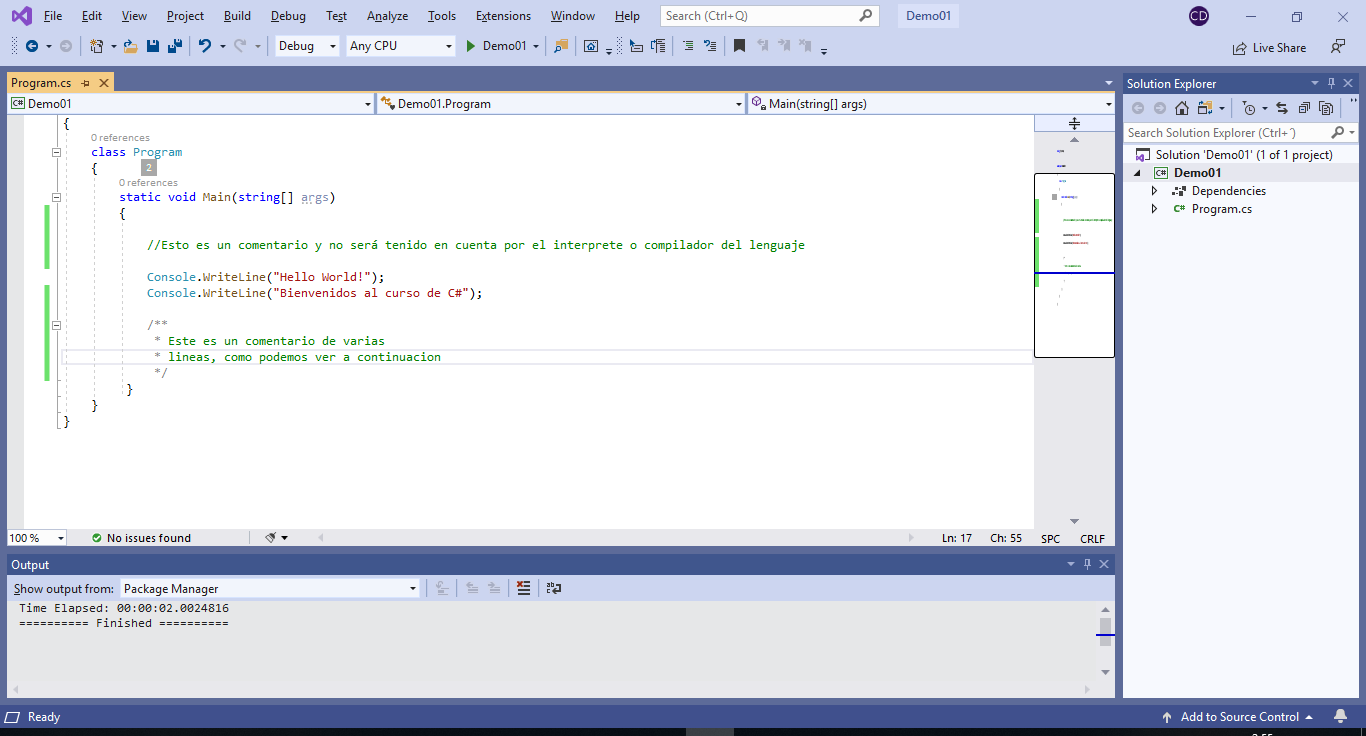 File Edit View Project Build Debug Test Analyze Tools Extensions Window Help Search (Ctrl+Q) Demo01 CD
Debug Any CPU Demo01 Live Share
Program.cs
C# Demo01 Demo01.Program Main(string[] args)
{
0 references
class Program
{
2
0 references
static void Main(string[] args)
{
//Esto es un comentario y no será tenido en cuenta por el interprete o compilador del lenguaje
Console.WriteLine("Hello World!");
Console.WriteLine("Bienvenidos al curso de C#");
/**
* Este es un comentario de varias
* lineas, como podemos ver a continuacion
*/
}
}
}
100 % No issues found Ln: 17 Ch: 55 SPC CRLF
Output
Show output from: Package Manager
Time Elapsed: 00:00:02.0024816
========== Finished ==========
Solution Explorer
Search Solution Explorer (Ctrl+´)
Solution 'Demo01' (1 of 1 project)
C# Demo01
Dependencies
C# Program.cs
Ready Add to Source Control